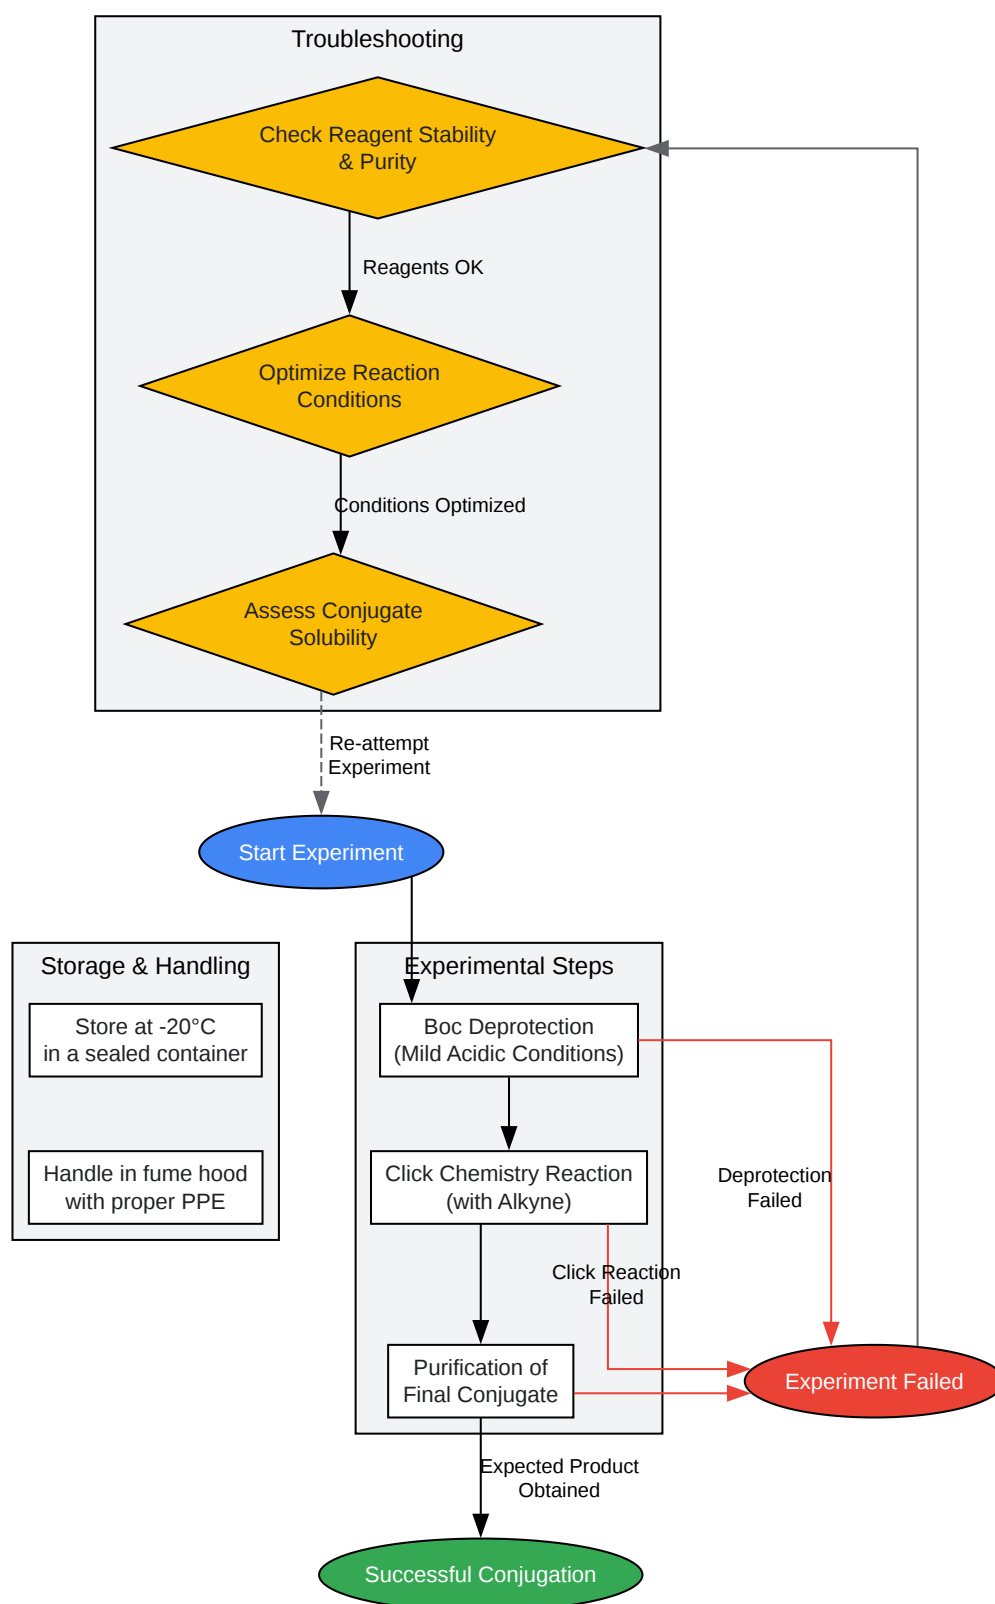 Troubleshooting
Check Reagent Stability
& Purity
Reagents OK
Optimize Reaction
Conditions
Conditions Optimized
Assess Conjugate
Solubility
Re-attempt
Experiment
Start Experiment
Storage & Handling
Store at -20°C
in a sealed container
Handle in fume hood
with proper PPE
Experimental Steps
Boc Deprotection
(Mild Acidic Conditions)
Click Chemistry Reaction
(with Alkyne)
Deprotection
Failed
Click Reaction
Failed
Purification of
Final Conjugate
Experiment Failed
Expected Product
Obtained
Successful Conjugation